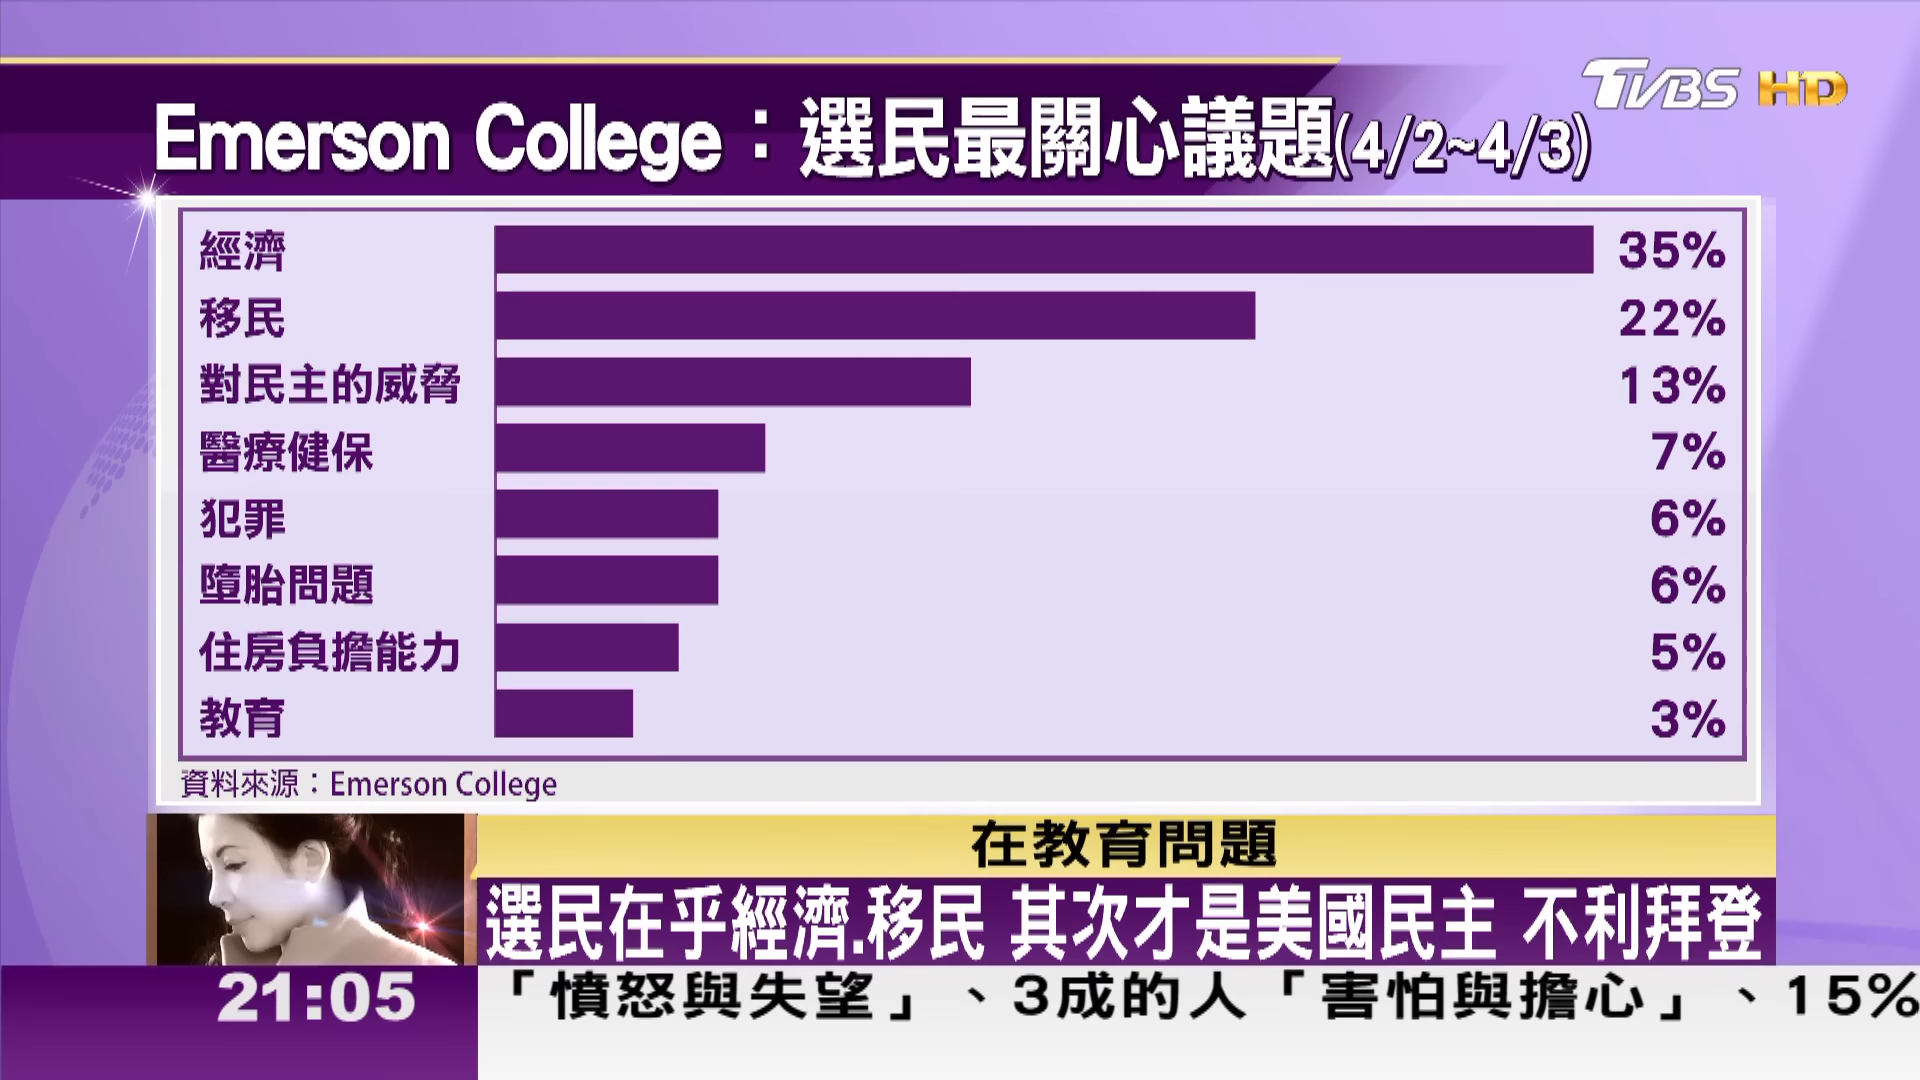 TVBS HD
Emerson College：選民最關心議題(4/2~4/3)
經濟 35%
移民 22%
對民主的威脅 13%
醫療健保 7%
犯罪 6%
墮胎問題 6%
住房負擔能力 5%
教育 3%
資料來源：Emerson College
在教育問題
選民在乎經濟.移民 其次才是美國民主 不利拜登
21:05
「憤怒與失望」、3成的人「害怕與擔心」、15%